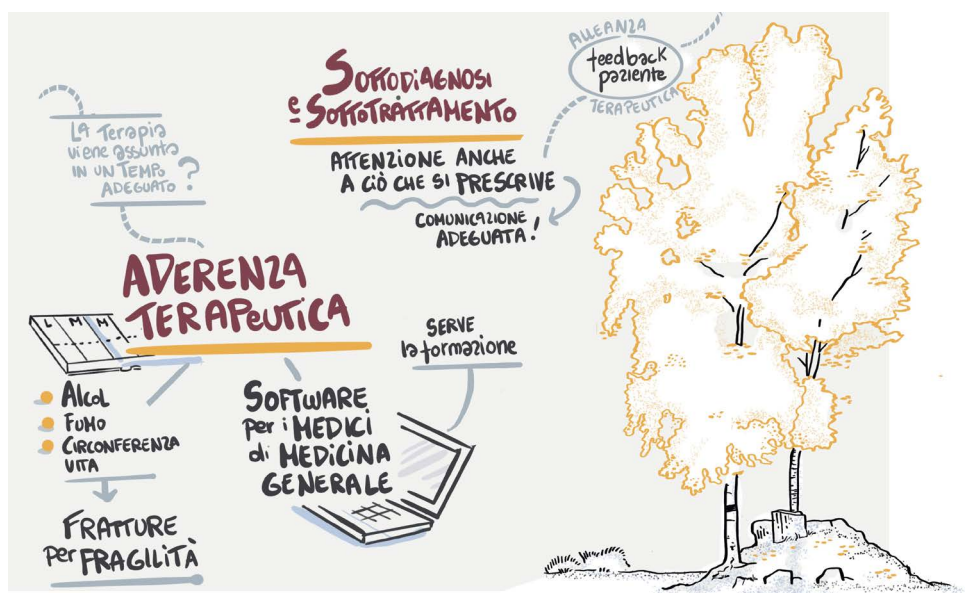 ALLEANZA
feedback
paziente
TERAPEUTICA
SOTTODIAGNOSI
e SOTTOTRATTAMENTO
ATTENZIONE ANCHE
A CIÒ CHE SI PRESCRIVE
COMUNICAZIONE
ADEGUATA!
LA Terapia
viene assunta
IN UN TEMPO
ADEGUATO?
ADERENZA
TERAPEUTICA
L M M
Alcol
FUMO
CIRCONFERENZA
VITA
FRATTURE
per FRAGILITÀ
SOFTWARE
per i MEDICI
di MEDICINA
GENERALE
SERVE
la formazione